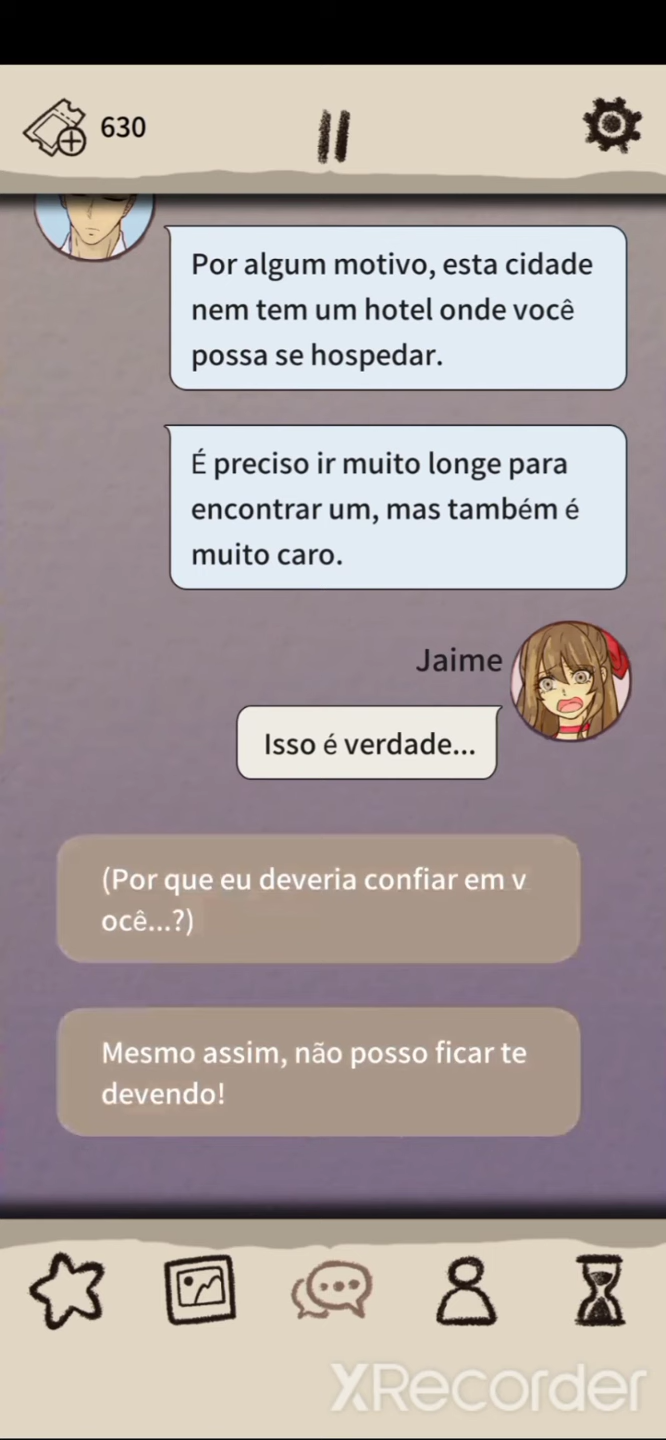 630
Por algum motivo, esta cidade
nem tem um hotel onde você
possa se hospedar.
É preciso ir muito longe para
encontrar um, mas também é
muito caro.
Jaime
Isso é verdade...
(Por que eu deveria confiar em v
ocê...?)
Mesmo assim, não posso ficar te
devendo!
XRecorder